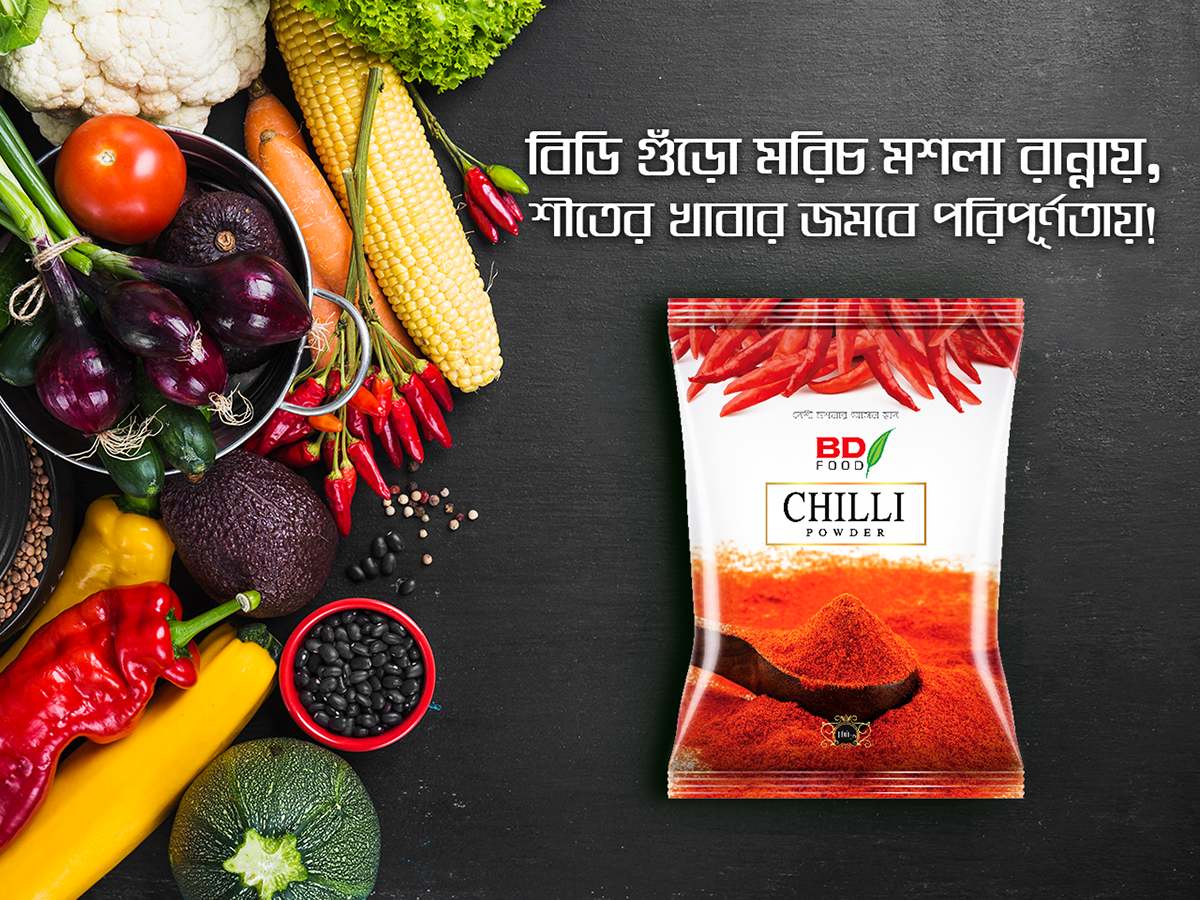 বিডি গুঁড়ো মরিচ মশলা রান্নায়,
শীতের খাবার জমবে পরিপূর্ণতায়!
BD
FOOD
CHILLI
POWDER